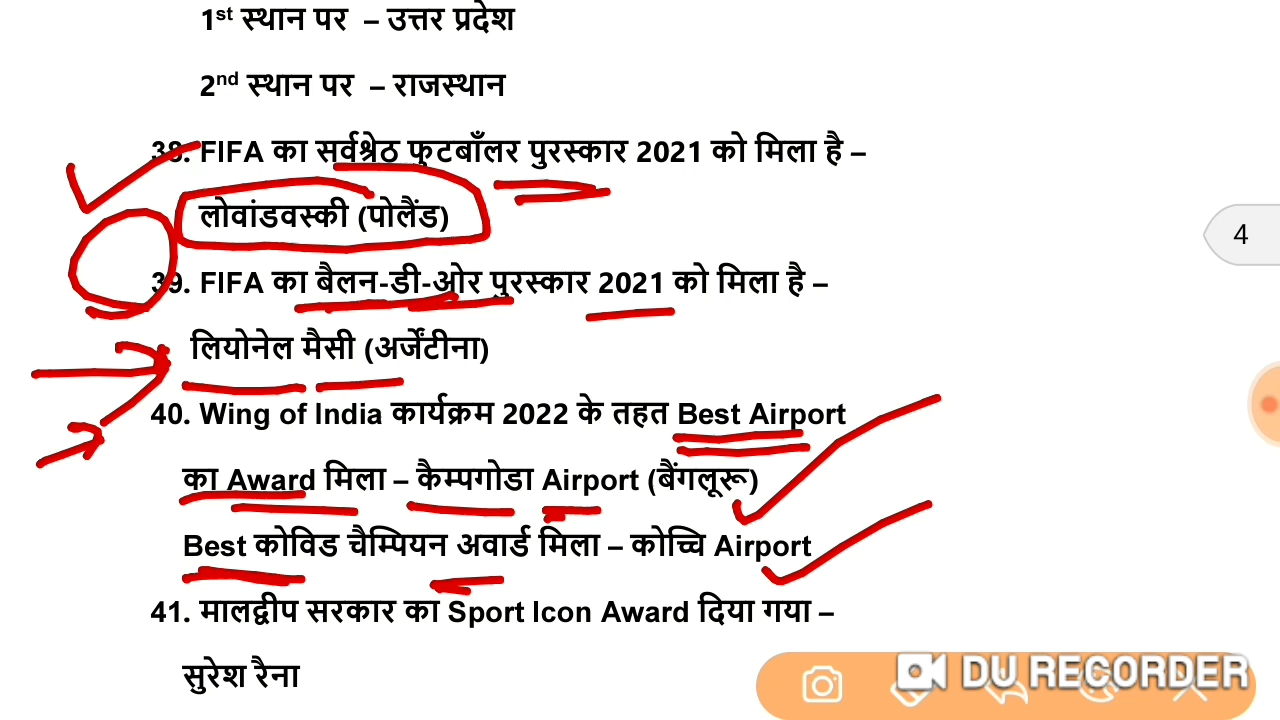 1st स्थान पर – उत्तर प्रदेश
2nd स्थान पर – राजस्थान
38. FIFA का सर्वश्रेठ फुटबाँलर पुरस्कार 2021 को मिला है –
लोवांडवस्की (पोलैंड)
4
39. FIFA का बैलन-डी-ओर पुरस्कार 2021 को मिला है –
लियोनेल मैसी (अर्जेंटीना)
40. Wing of India कार्यक्रम 2022 के तहत Best Airport
का Award मिला – कैम्पगोडा Airport (बैंगलूरू)
Best कोविड चैम्पियन अवार्ड मिला – कोच्चि Airport
41. मालद्वीप सरकार का Sport Icon Award दिया गया –
सुरेश रैना
DU RECORDER